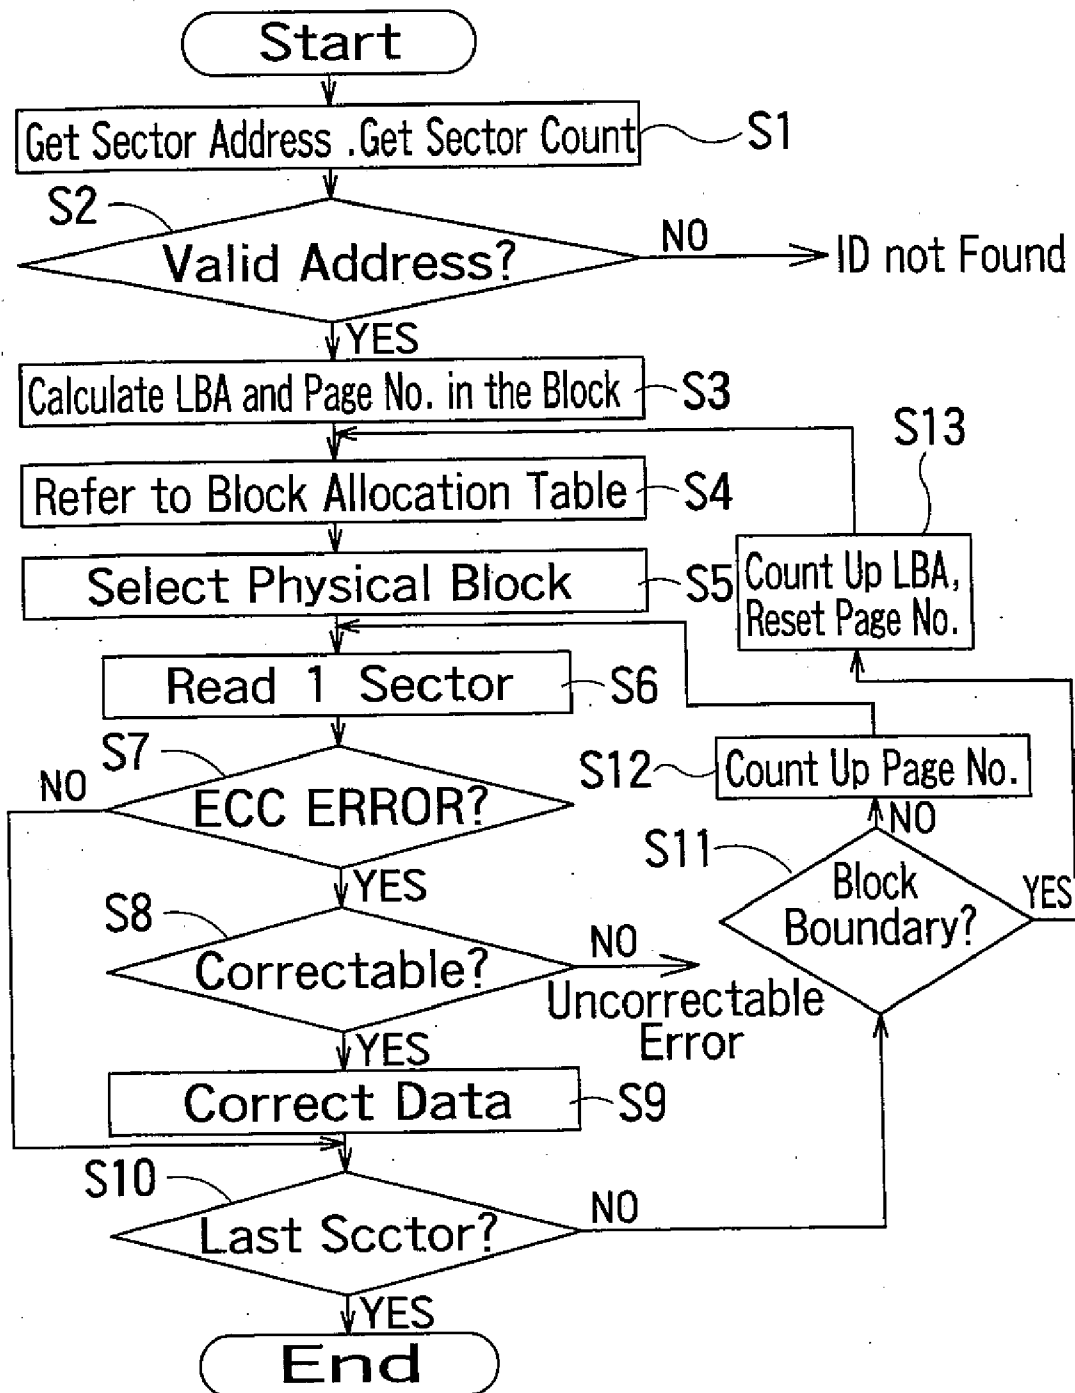 Start
Get Sector Address .Get Sector Count
S1
S2
Valid Address?
NO
ID not Found
YES
Calculate LBA and Page No. in the Block
S3
S13
Refer to Block Allocation Table
S4
Select Physical Block
S5
Count Up LBA,
Reset Page No.
Read 1 Sector
S6
S7
NO
ECC ERROR?
S12
Count Up Page No.
NO
YES
S11
Block
Boundary?
YES
S8
Correctable?
NO
Uncorrectable
Error
YES
Correct Data
S9
S10
Last Scctor?
NO
YES
End